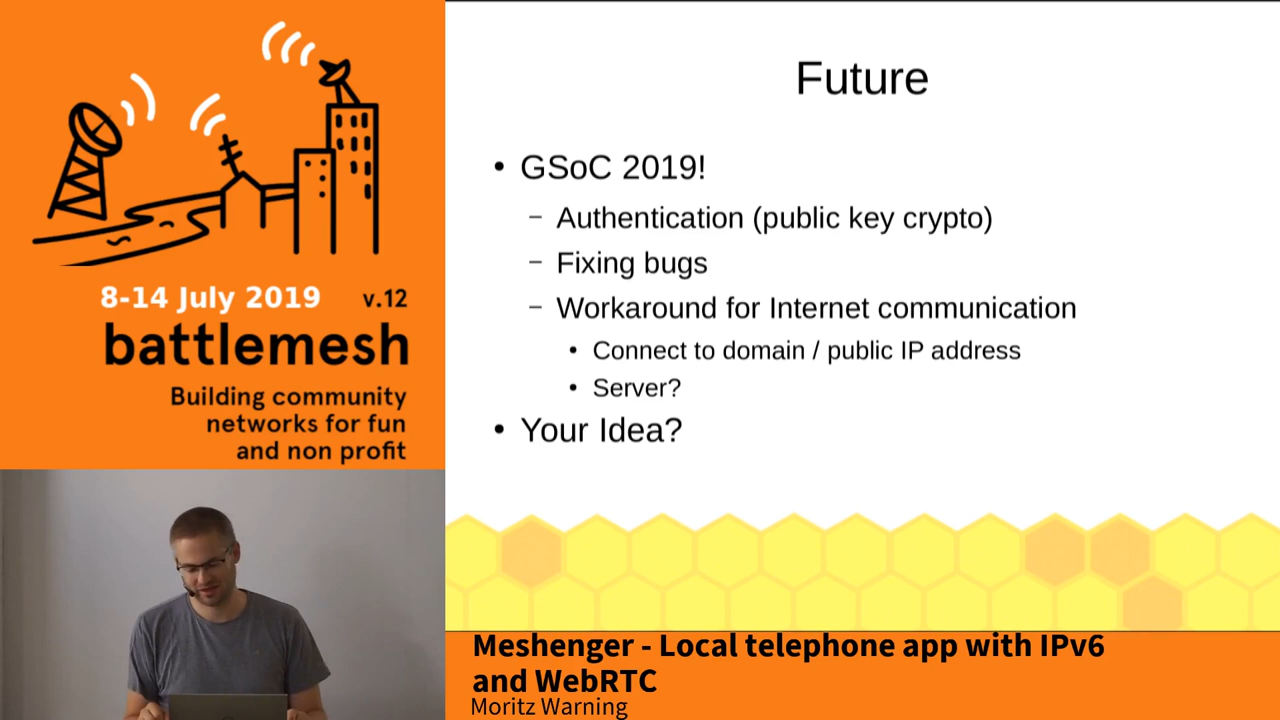 8-14 July 2019 v.12
battlemesh
Building community
networks for fun
and non profit
Future
• GSoC 2019!
– Authentication (public key crypto)
– Fixing bugs
– Workaround for Internet communication
• Connect to domain / public IP address
• Server?
• Your Idea?
Meshenger - Local telephone app with IPv6
and WebRTC
Moritz Warning